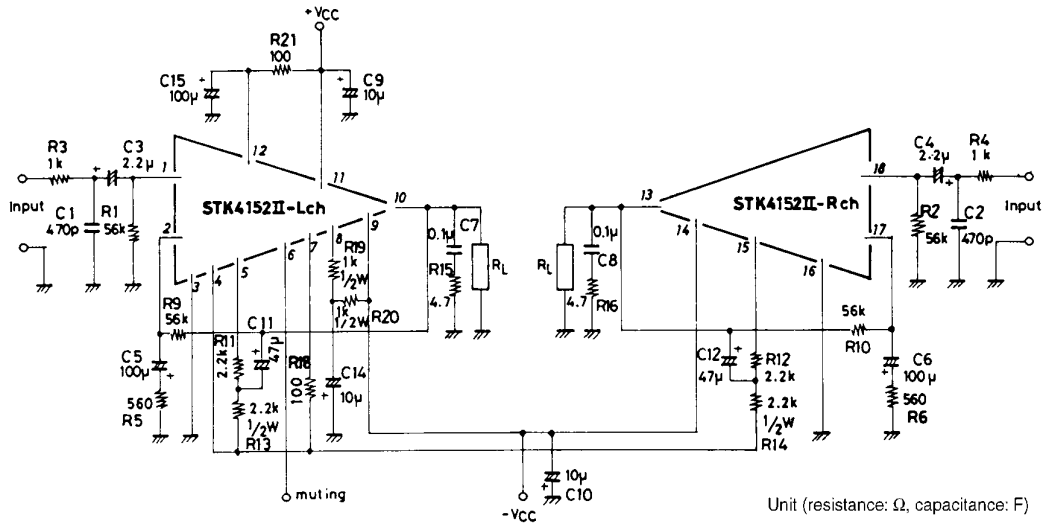 +VCC
R21
100
C15
+
100μ
+
C9
10μ
R3
1k
+
C3
2.2μ
1
12
11
10
STK4152II-Lch
Input
C1
470p
R1
56k
2
3
4
5
6
7
8
9
R19
1k
1/2W
1k
1/2W
R20
0.1μ
C7
R15
4.7
RL
R9
56k
C5
100μ
+
560
R5
R11
2.2k
C11
+
47μ
2.2k
1/2W
R13
R18
100
C14
+
10μ
muting
-VCC
10μ
+
C10
13
14
15
16
17
18
STK4152II-Rch
RL
0.1μ
C8
4.7
R16
C4
2.2μ
+
R4
1k
Input
R2
56k
C2
470p
56k
R10
C12
+
47μ
R12
2.2k
2.2k
1/2W
R14
C6
+
100μ
560
R6
Unit (resistance: Ω, capacitance: F)